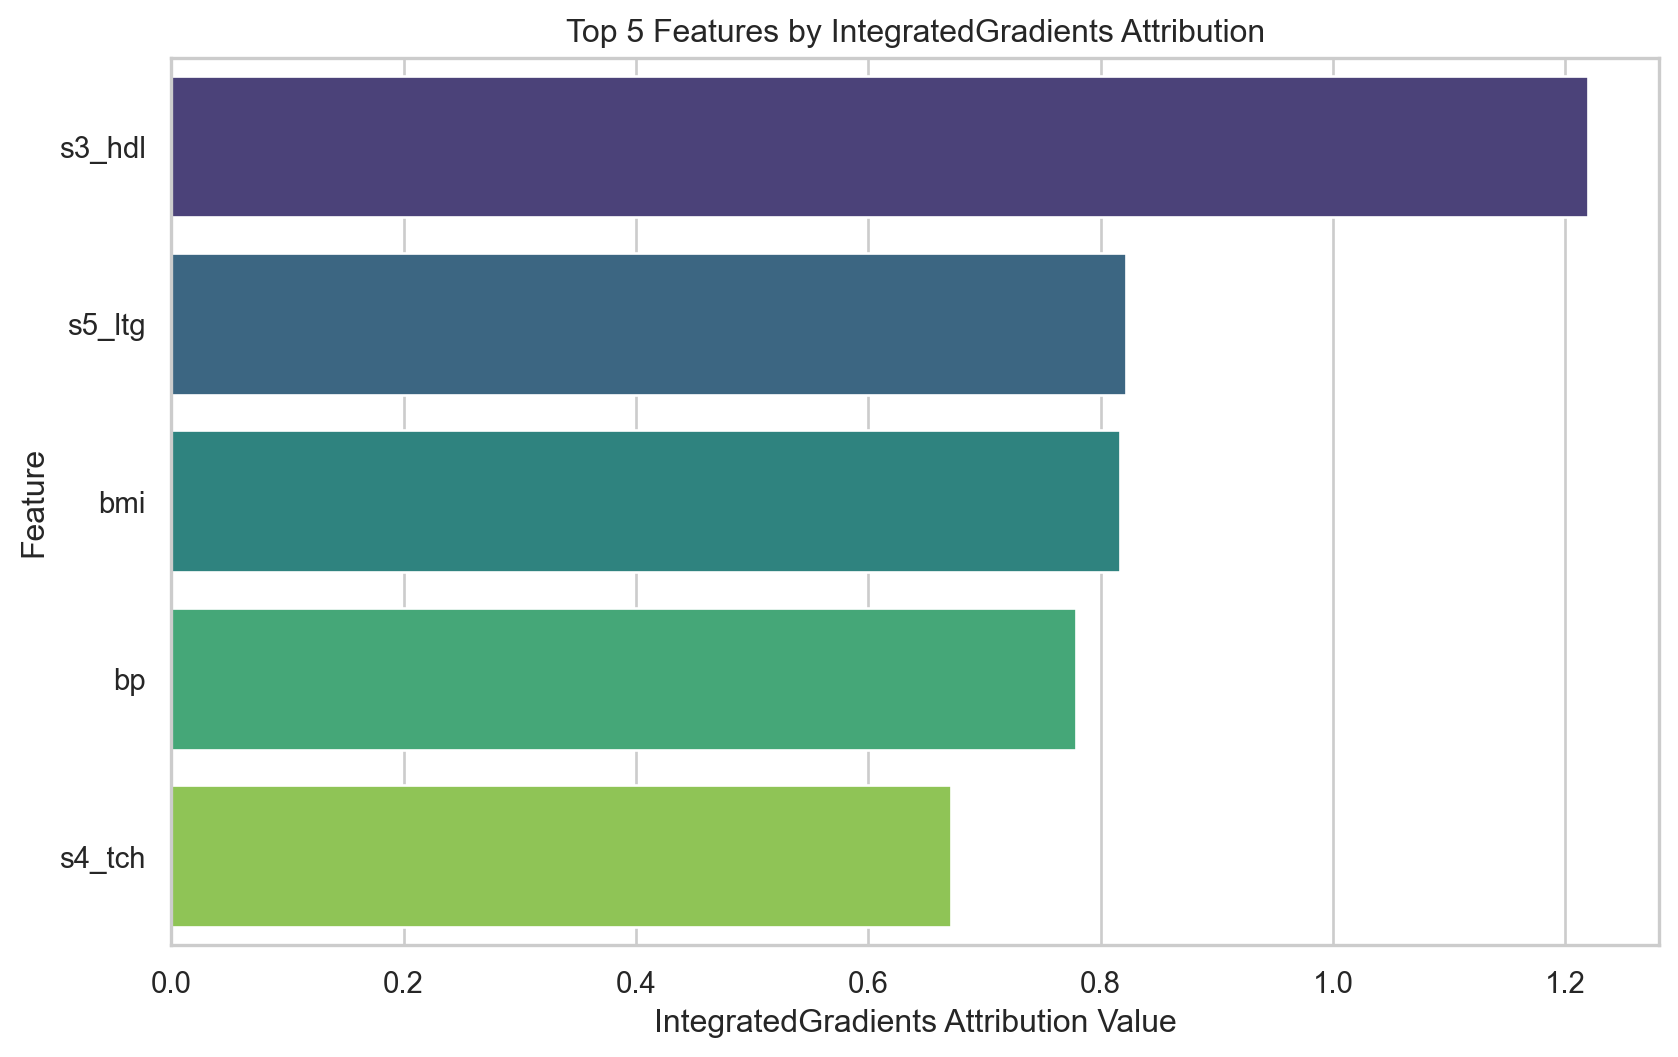 Top 5 Features by IntegratedGradients Attribution
Feature
s3_hdl
s5_ltg
bmi
bp
s4_tch
0.0 0.2 0.4 0.6 0.8 1.0 1.2
IntegratedGradients Attribution Value